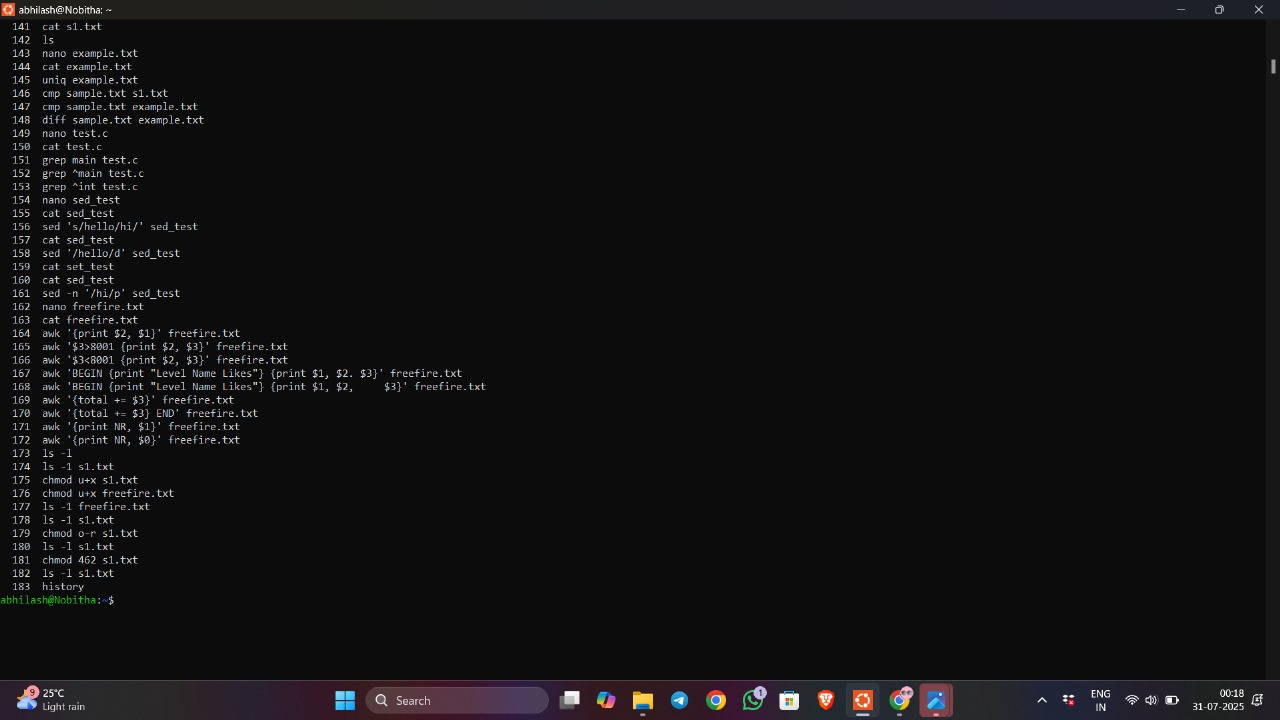 abhilash@Nobitha: ~
141 cat s1.txt
142 ls
143 nano example.txt
144 cat example.txt
145 uniq example.txt
146 cmp sample.txt s1.txt
147 cmp sample.txt example.txt
148 diff sample.txt example.txt
149 nano test.c
150 cat test.c
151 grep main test.c
152 grep ^main test.c
153 grep ^int test.c
154 nano sed_test
155 cat sed_test
156 sed 's/hello/hi/' sed_test
157 cat sed_test
158 sed '/hello/d' sed_test
159 cat set_test
160 cat sed_test
161 sed -n '/hi/p' sed_test
162 nano freefire.txt
163 cat freefire.txt
164 awk '{print $2, $1}' freefire.txt
165 awk '$3>8001 {print $2, $3}' freefire.txt
166 awk '$3<8001 {print $2, $3}' freefire.txt
167 awk 'BEGIN {print "Level Name Likes"} {print $1, $2. $3}' freefire.txt
168 awk 'BEGIN {print "Level Name Likes"} {print $1, $2,     $3}' freefire.txt
169 awk '{total += $3}' freefire.txt
170 awk '{total += $3} END' freefire.txt
171 awk '{print NR, $1}' freefire.txt
172 awk '{print NR, $0}' freefire.txt
173 ls -l
174 ls -1 s1.txt
175 chmod u+x s1.txt
176 chmod u+x freefire.txt
177 ls -1 freefire.txt
178 ls -1 s1.txt
179 chmod o-r s1.txt
180 ls -l s1.txt
181 chmod 462 s1.txt
182 ls -l s1.txt
183 history
abhilash@Nobitha:~$
9
25°C
Light rain
Search
1
ENG
IN
00:18
31-07-2025